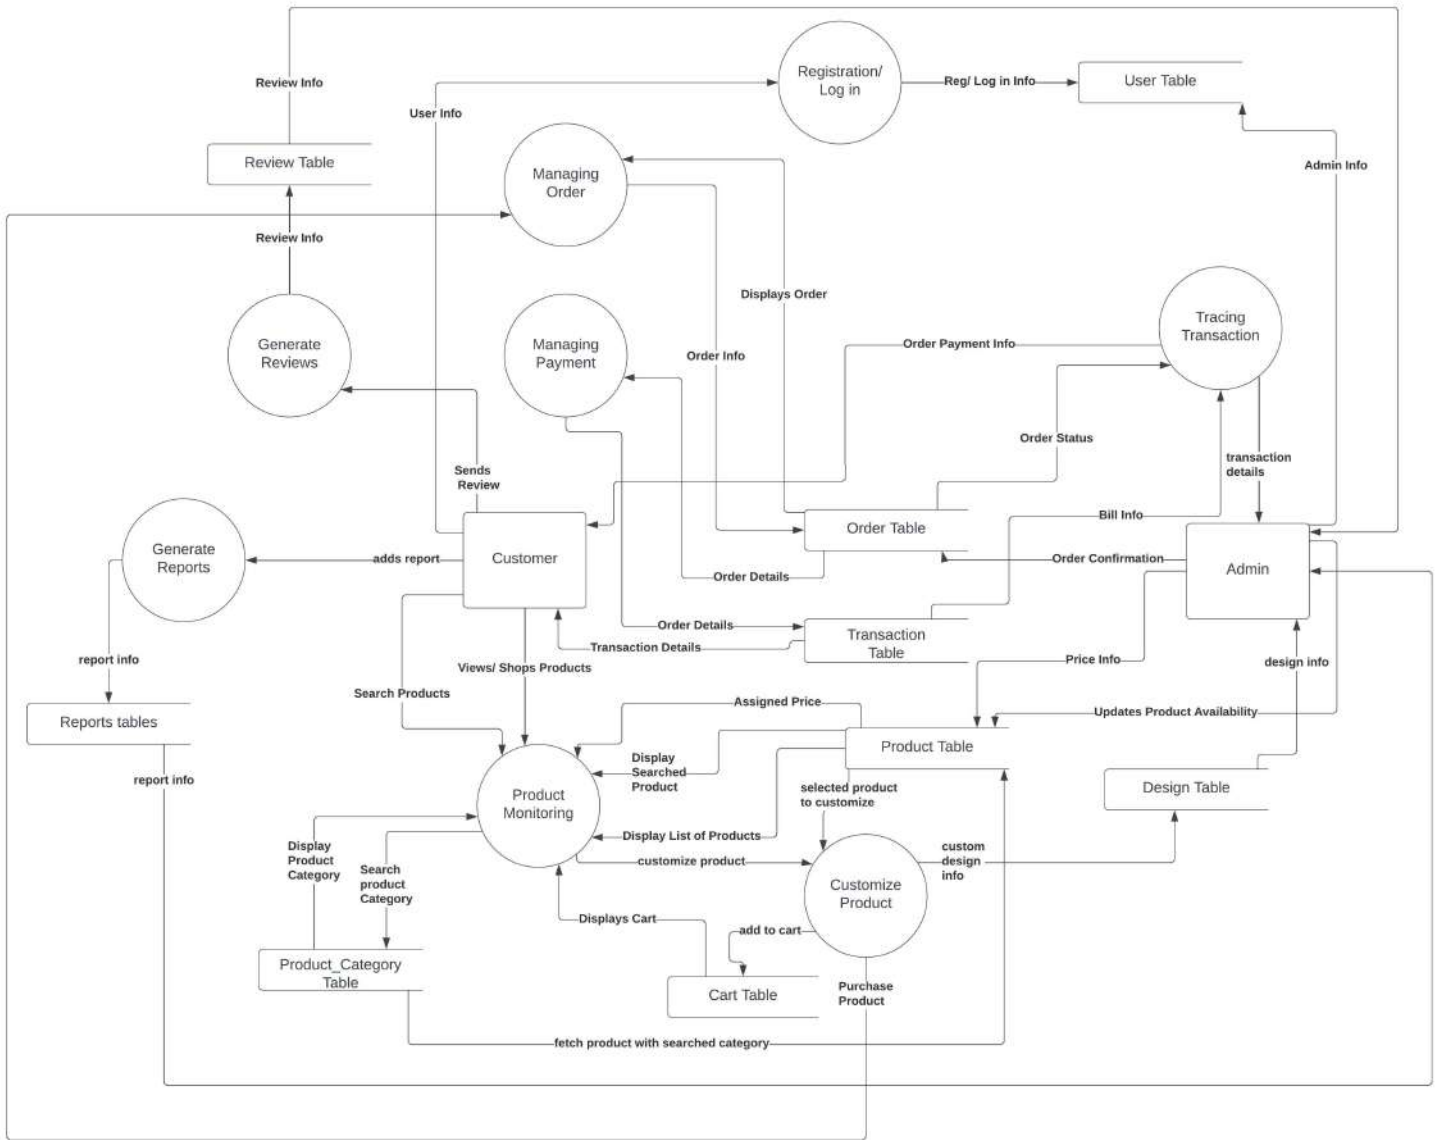 Review Info
Registration/
Log in
Reg/ Log in Info
User Table
User Info
Review Table
Managing
Order
Admin Info
Review Info
Displays Order
Tracing
Transaction
Generate
Reviews
Managing
Payment
Order Info
Order Payment Info
Order Status
Sends
Review
transaction
details
Bill Info
Order Table
Generate
Reports
adds report
Customer
Order Confirmation
Admin
Order Details
Order Details
Transaction
Table
Transaction Details
report info
Views/ Shops Products
Price Info
design info
Search Products
Assigned Price
Updates Product Availability
Reports tables
Product Table
report info
Display
Searched
Product
selected product
to customize
Design Table
Product
Monitoring
Display List of Products
customize product
custom
design
info
Display
Product
Category
Search
product
Category
Customize
Product
Displays Cart
add to cart
Product_Category
Table
Cart Table
Purchase
Product
fetch product with searched category